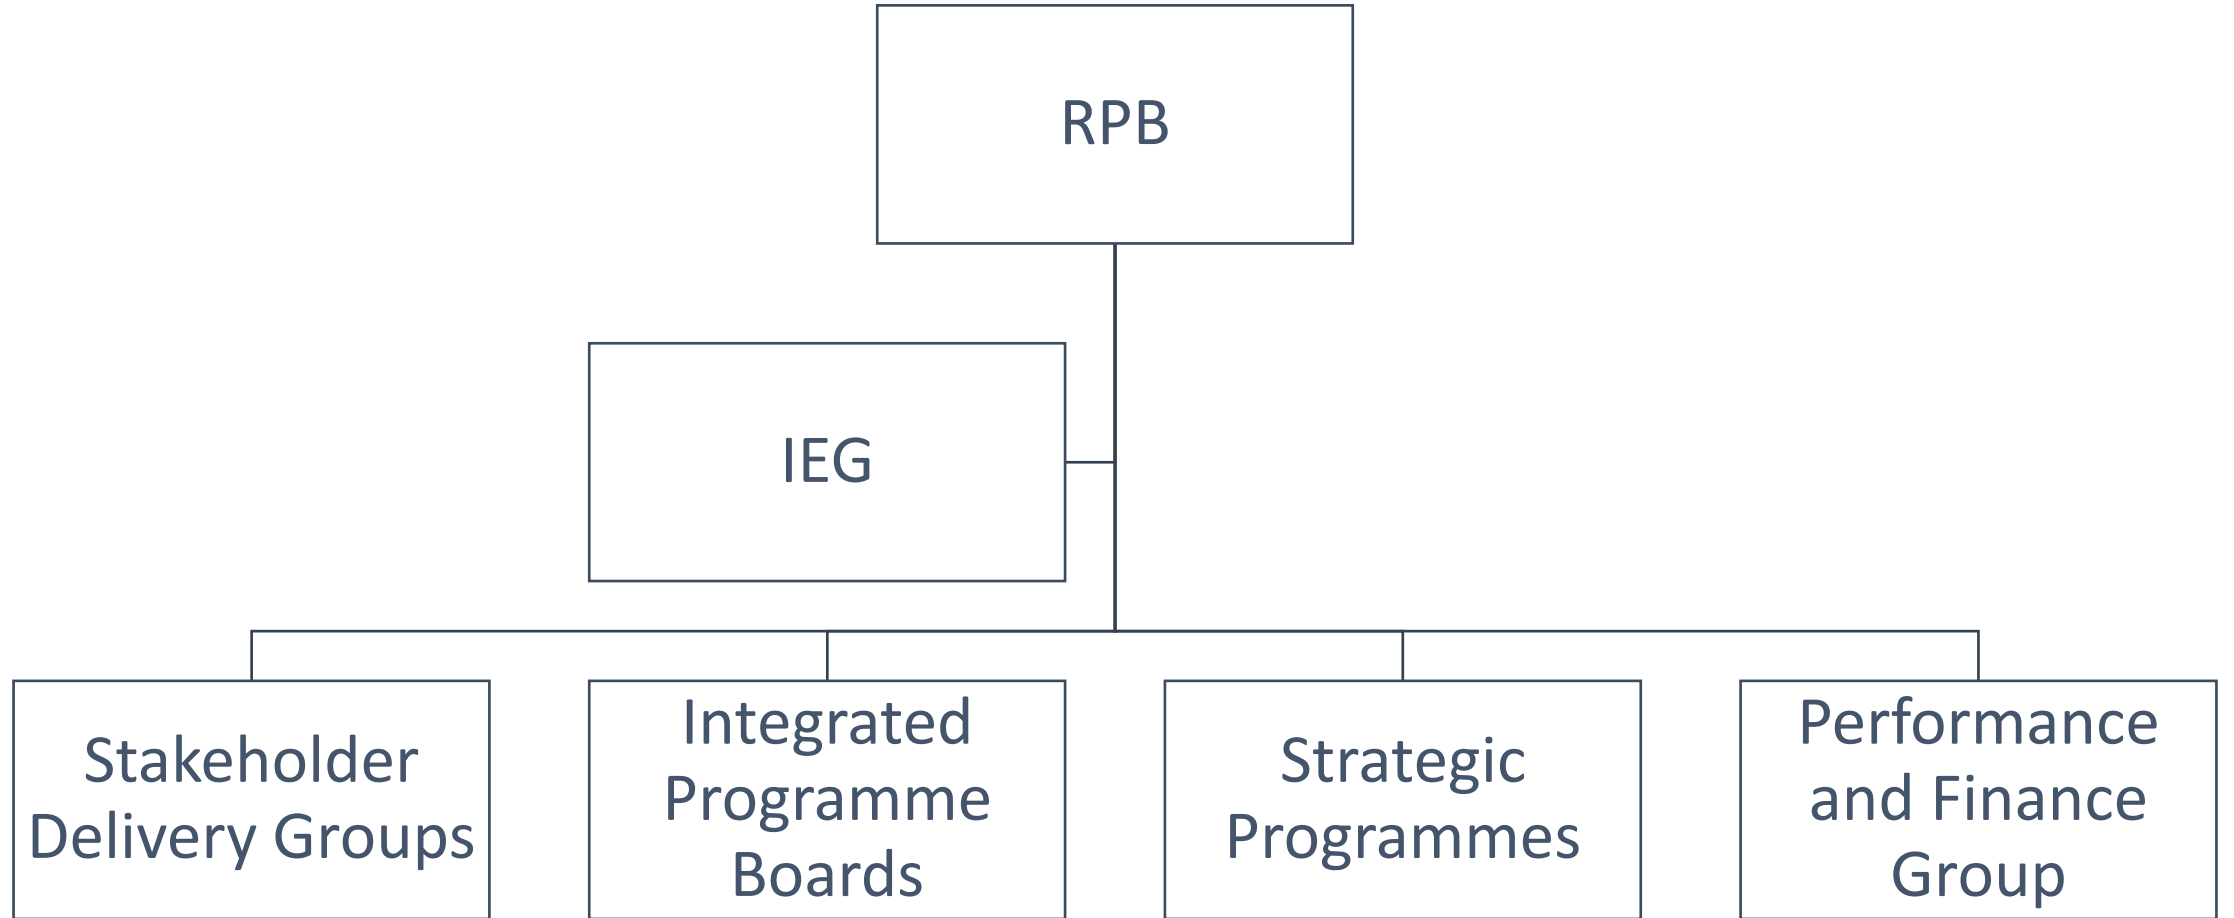 RPB
IEG
Stakeholder
Delivery Groups
Integrated
Programme
Boards
Strategic
Programmes
Performance
and Finance
Group